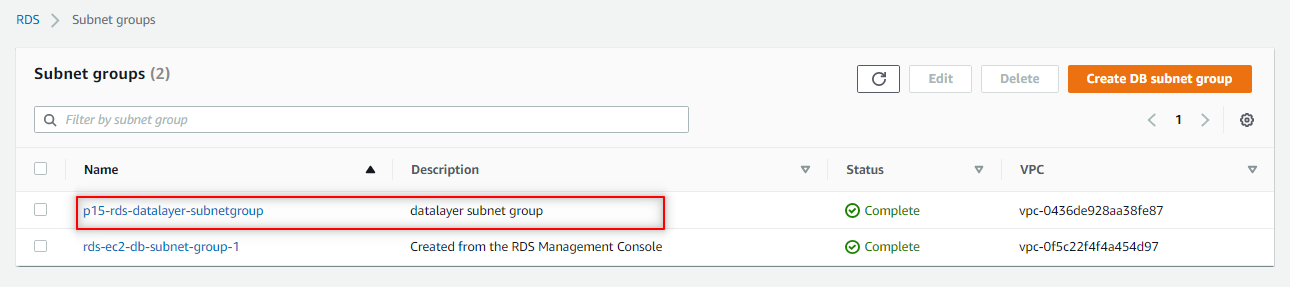 RDS > Subnet groups
Subnet groups (2)
Edit
Delete
Create DB subnet group
Filter by subnet group
1
Name Description Status VPC
p15-rds-datalayer-subnetgroup datalayer subnet group Complete vpc-0436de928aa38fe87
rds-ec2-db-subnet-group-1 Created from the RDS Management Console Complete vpc-0f5c22f4f4a454d97